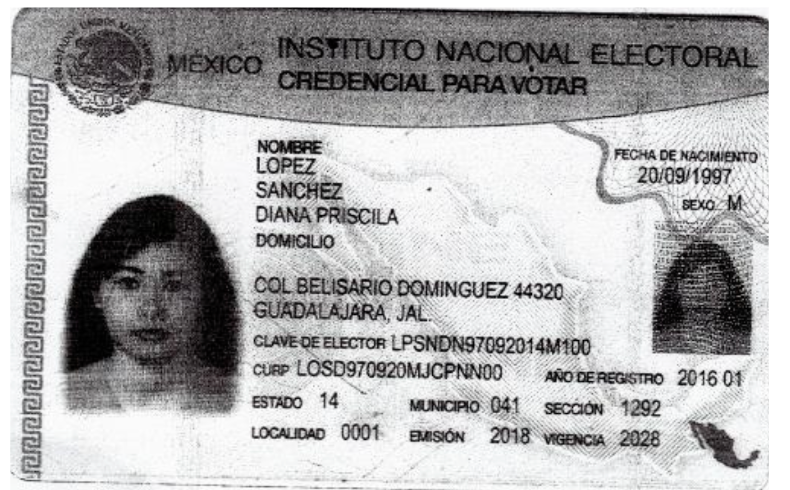 MÉXICO INSTITUTO NACIONAL ELECTORAL
CREDENCIAL PARA VOTAR
NOMBRE
LOPEZ
SANCHEZ
DIANA PRISCILA
FECHA DE NACIMIENTO
20/09/1997
SEXO M
DOMICILIO
COL BELISARIO DOMINGUEZ 44320
GUADALAJARA, JAL.
CLAVE DE ELECTOR LPSNDN97092014M100
CURP LOSD970920MJCPNN00 AÑO DE REGISTRO 2016 01
ESTADO 14 MUNICIPIO 041 SECCIÓN 1292
LOCALIDAD 0001 EMISIÓN 2018 VIGENCIA 2028